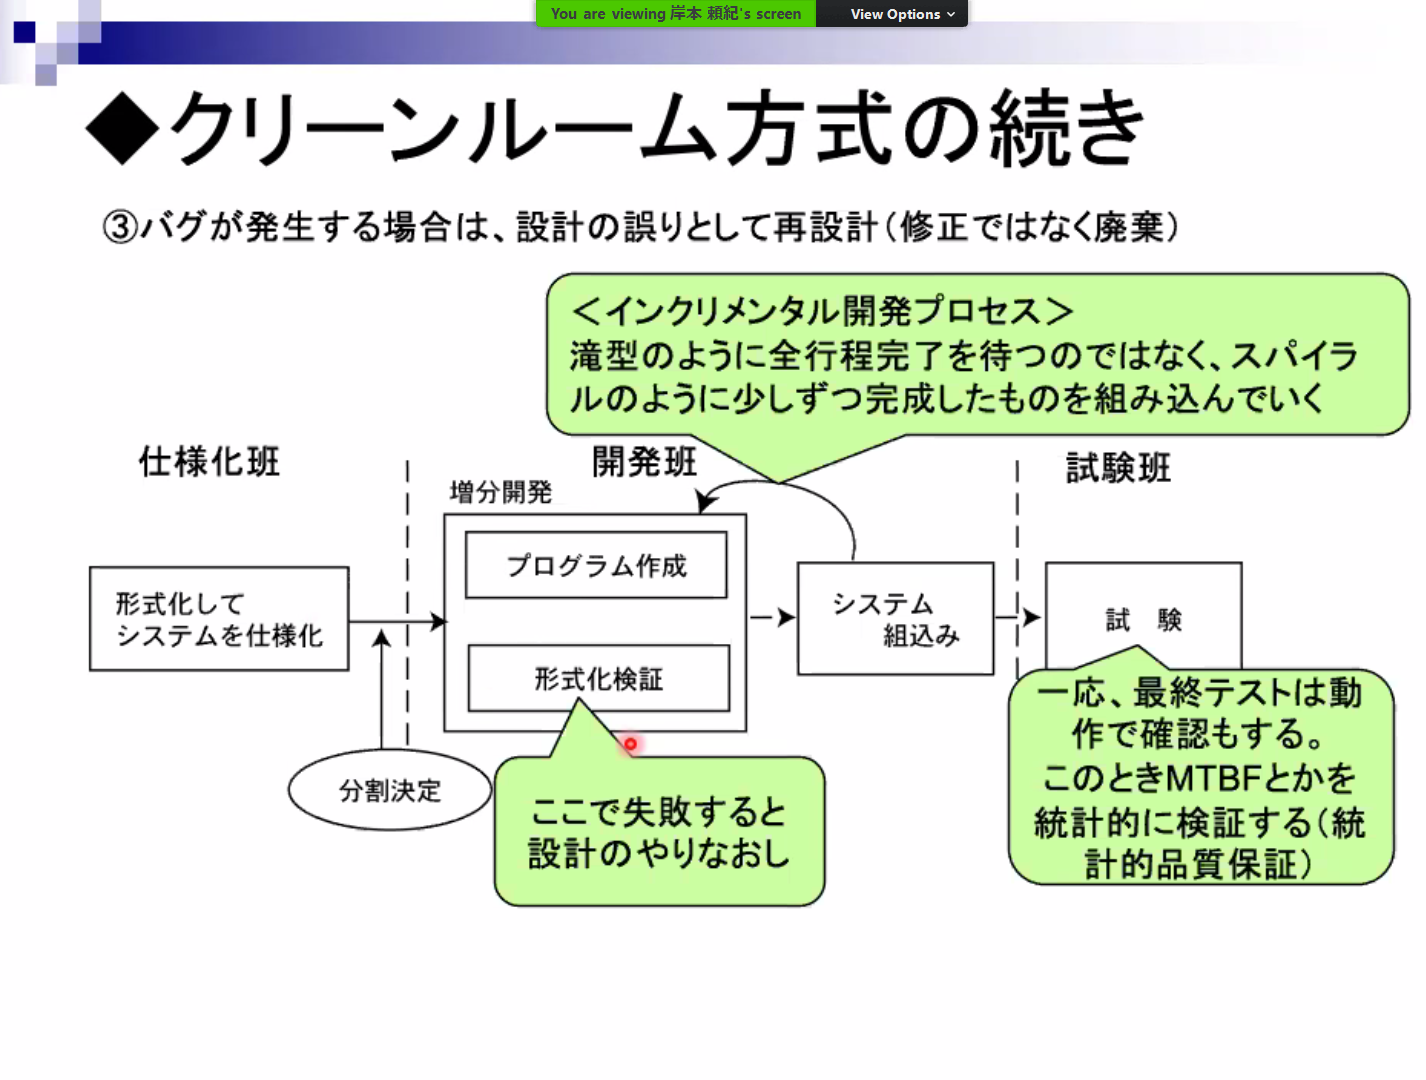 You are viewing 岸本 頼紀's screen
View Options
◆クリーンルーム方式の続き
③バグが発生する場合は、設計の誤りとして再設計（修正ではなく廃棄）
＜インクリメンタル開発プロセス＞
滝型のように全行程完了を待つのではなく、スパイラ
ルのように少しずつ完成したものを組み込んでいく
仕様化班
開発班
試験班
増分開発
プログラム作成
形式化して
システムを仕様化
システム
組込み
試　験
形式化検証
分割決定
ここで失敗すると
設計のやりなおし
一応、最終テストは動
作で確認もする。
このときMTBFとかを
統計的に検証する（統
計的品質保証）